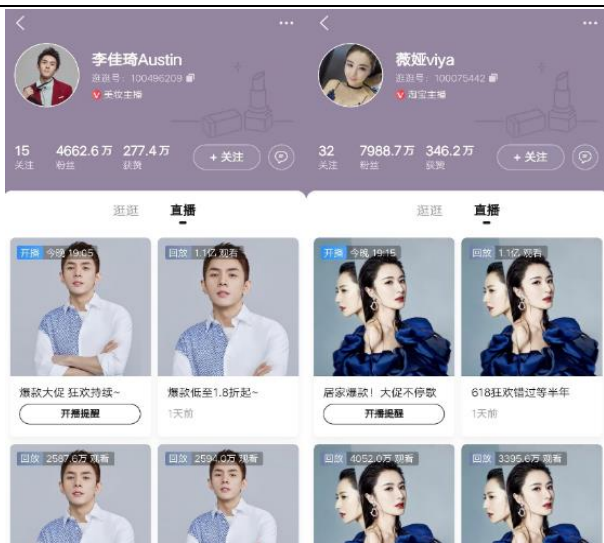 李佳琦Austin
逛逛号：100496209
美妆主播
15 关注
4662.6万 粉丝
277.4万 获赞
+ 关注
逛逛 直播
开播 今晚 19:05
回放 1.1亿 观看
爆款大促 狂欢持续~
开播提醒
爆款低至1.8折起~
1天前
回放 2587.6万 观看
回放 2594.0万 观看
薇娅viya
逛逛号：100075442
淘宝主播
32 关注
7988.7万 粉丝
346.2万 获赞
+ 关注
逛逛 直播
开播 今晚 19:15
回放 1.1亿 观看
居家爆款！大促不停歇
开播提醒
618狂欢错过等半年
1天前
回放 4052.0万 观看
回放 3395.6万 观看